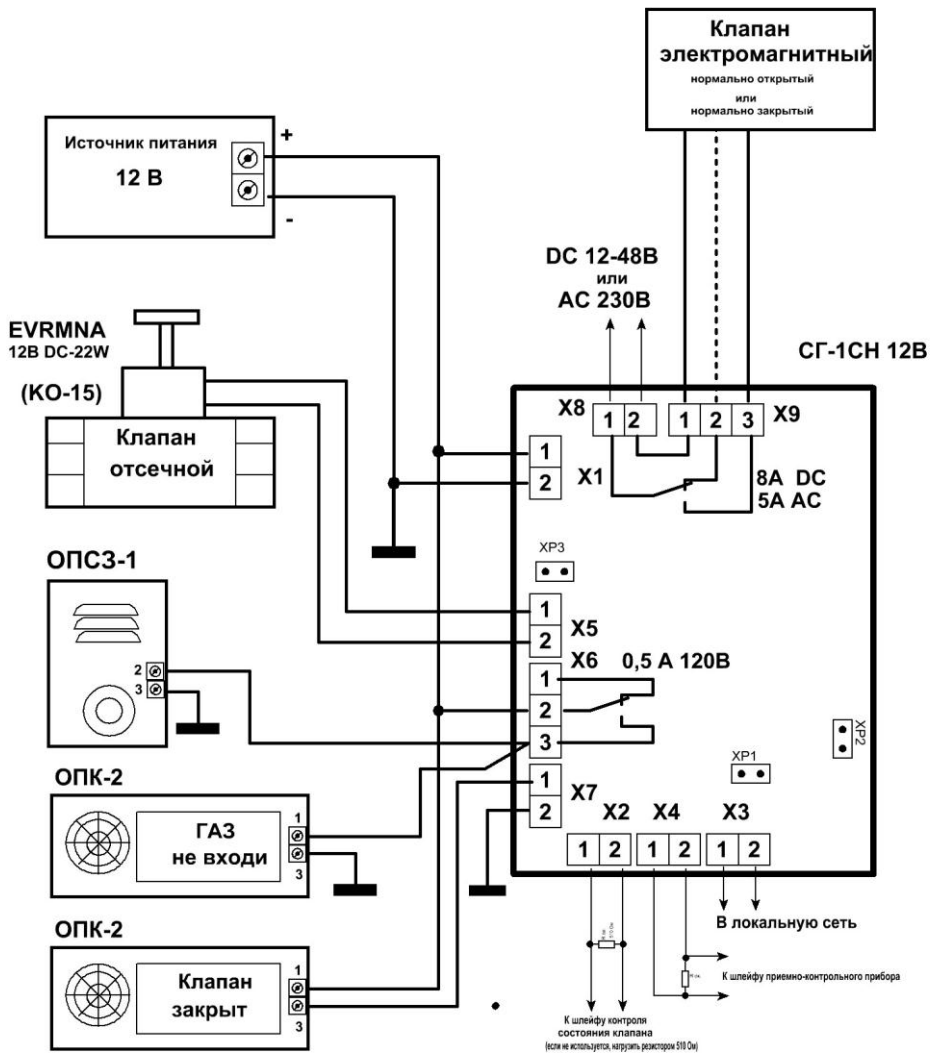 Клапан
электромагнитный
нормально открытый
или
нормально закрытый
Источник питания
12 В
+
-
DC 12-48В
или
AC 230В
EVRMNA
12В DC-22W
(KO-15)
Клапан
отсечной
СГ-1СН 12В
X8
1 2
1 2 3
X9
1
2
X1
8А DC
5А AC
XP3
1
2
X5
X6
0,5 А 120В
1
2
3
XP2
XP1
1
2
X7
X2
X4
X3
1 2
1 2
1 2
ОПСЗ-1
2
3
ОПК-2
ГАЗ
не входи
1
3
ОПК-2
Клапан
закрыт
1
3
В локальную сеть
510 Ом
К шлейфу приемно-контрольного прибора
К шлейфу контроля
состояния клапана
(если не используется, нагрузить резистором 510 Ом)